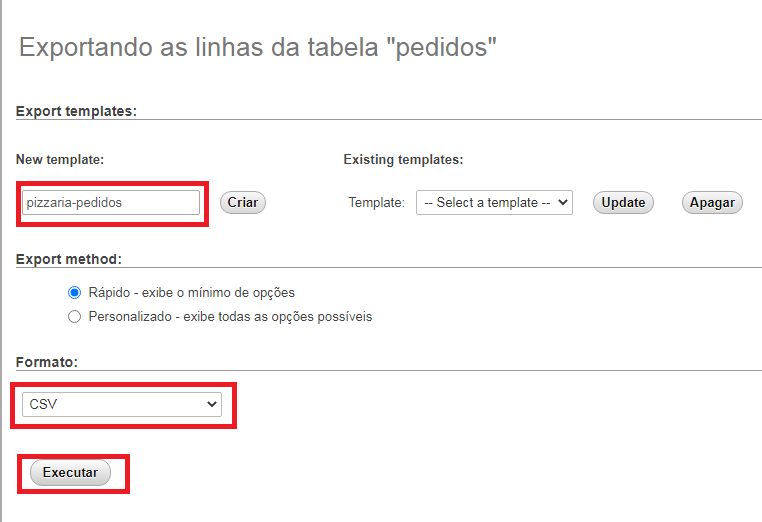 Exportando as linhas da tabela "pedidos"
Export templates:
New template:
Existing templates:
pizzaria-pedidos
Criar
Template:
-- Select a template --
Update
Apagar
Export method:
Rápido - exibe o mínimo de opções
Personalizado - exibe todas as opções possíveis
Formato:
CSV
Executar